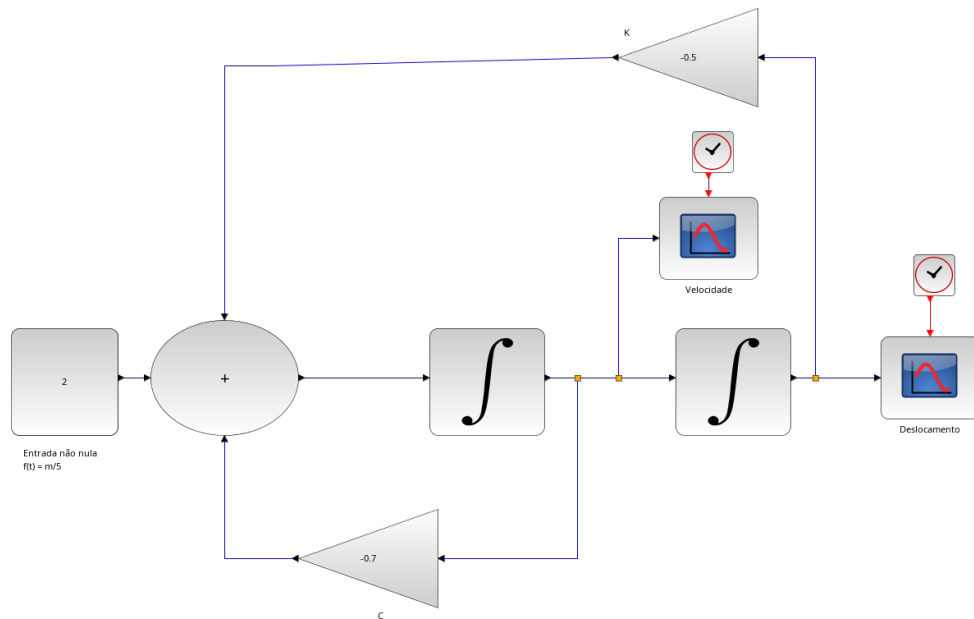 K
-0.5
Velocidade
2
+
Deslocamento
Entrada não nula
f(t) = m/5
-0.7
C